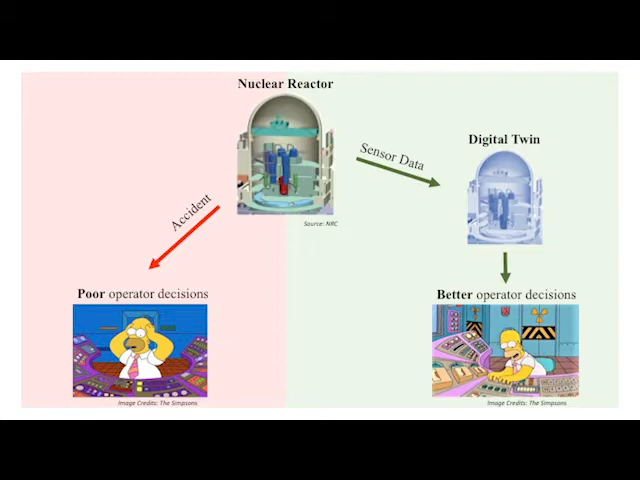 Nuclear Reactor
Sensor Data
Digital Twin
Accident
Source: NRC
Poor operator decisions
Better operator decisions
Image Credits: The Simpsons
Image Credits: The Simpsons